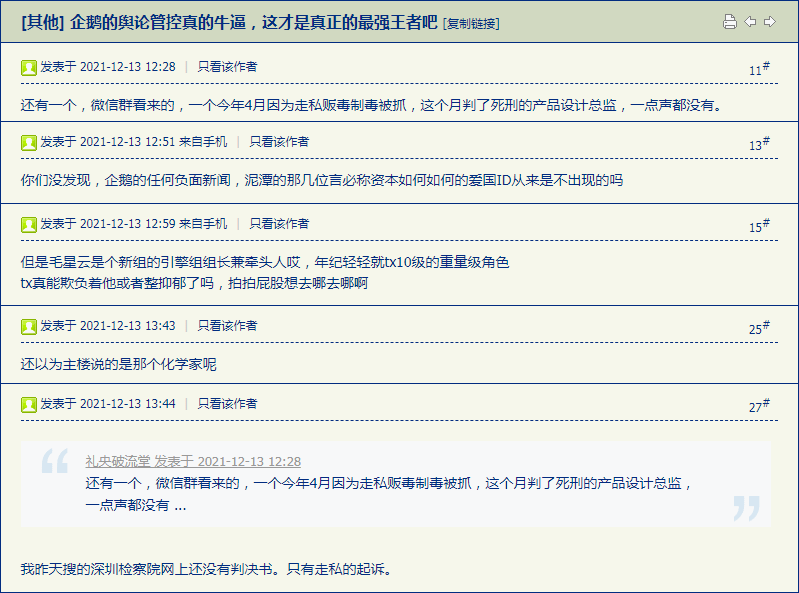 [其他] 企鹅的舆论管控真的牛逼，这才是真正的最强王者吧 [复制链接]
发表于 2021-12-13 12:28 | 只看该作者 11#
还有一个，微信群看来的，一个今年4月因为走私贩毒制毒被抓，这个月判了死刑的产品设计总监，一点声都没有。
发表于 2021-12-13 12:51 来自手机 | 只看该作者 13#
你们没发现，企鹅的任何负面新闻，泥潭的那几位言必称资本如何如何的爱国ID从来是不出现的吗
发表于 2021-12-13 12:59 来自手机 | 只看该作者 15#
但是毛星云是个新组的引擎组组长兼牵头人哎，年纪轻轻就tx10级的重量级角色
tx真能欺负着他或者整抑郁了吗，拍拍屁股想去哪去哪啊
发表于 2021-12-13 13:43 | 只看该作者 25#
还以为主楼说的是那个化学家呢
发表于 2021-12-13 13:44 | 只看该作者 27#
礼央破流堂 发表于 2021-12-13 12:28
还有一个，微信群看来的，一个今年4月因为走私贩毒制毒被抓，这个月判了死刑的产品设计总监，
一点声都没有 ...
我昨天搜的深圳检察院网上还没有判决书。只有走私的起诉。